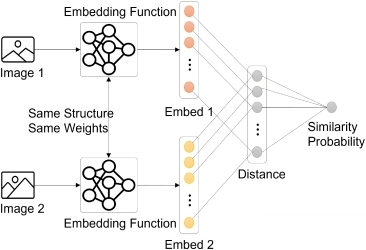 Embedding Function
Image 1
Embed 1
Same Structure
Same Weights
Similarity
Probability
Distance
Image 2
Embedding Function
Embed 2